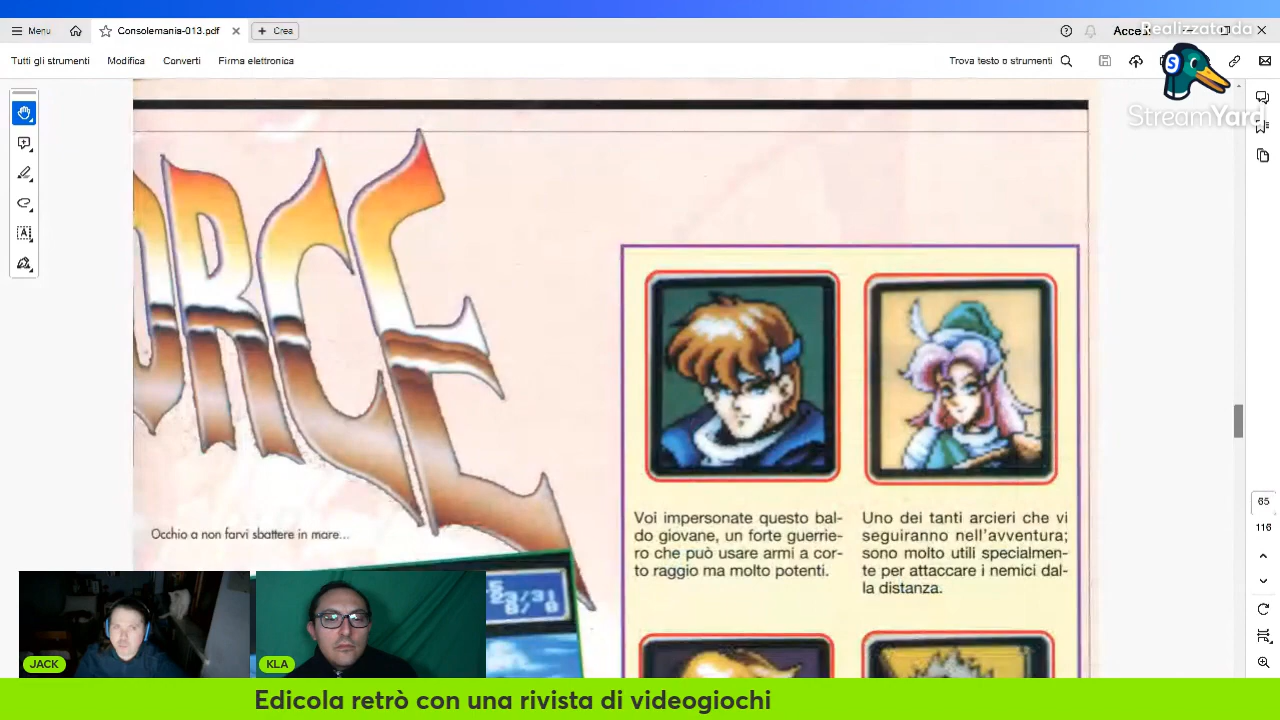 Menu
Consolemania-013.pdf
Crea
Realizzato da
Tutti gli strumenti
Modifica
Converti
Firma elettronica
Trova testo o strumenti
StreamYard
ORCE
Occhio a non farvi sbattere in mare...
Voi impersonate questo bal-
do giovane, un forte guerrie-
ro che può usare armi a cor-
to raggio ma molto potenti.
Uno dei tanti arcieri che vi
seguiranno nell'avventura;
sono molto utili specialmen-
te per attaccare i nemici dal-
la distanza.
65
116
JACK
KLA
Edicola retrò con una rivista di videogiochi